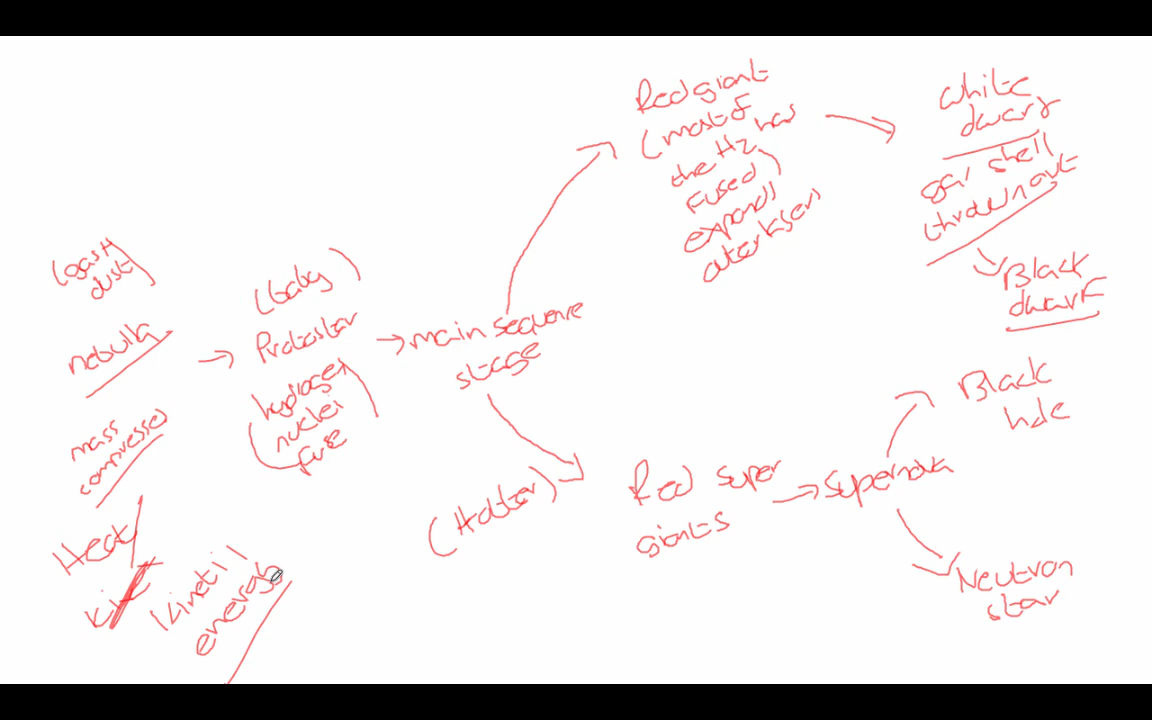 (gas +
dust)
nebula
mass
compressed
Heat
Kinetic
energy
(baby)
Protostar
(hydrogen
nuclei
fuse)
main sequence
stage
Red giant
(most of
the H2 has
fused)
expands
White
dwarf
shell
thrown out
Black
dwarf
(Hotter)
Red super
giants
supernova
Black
hole
Neutron
star